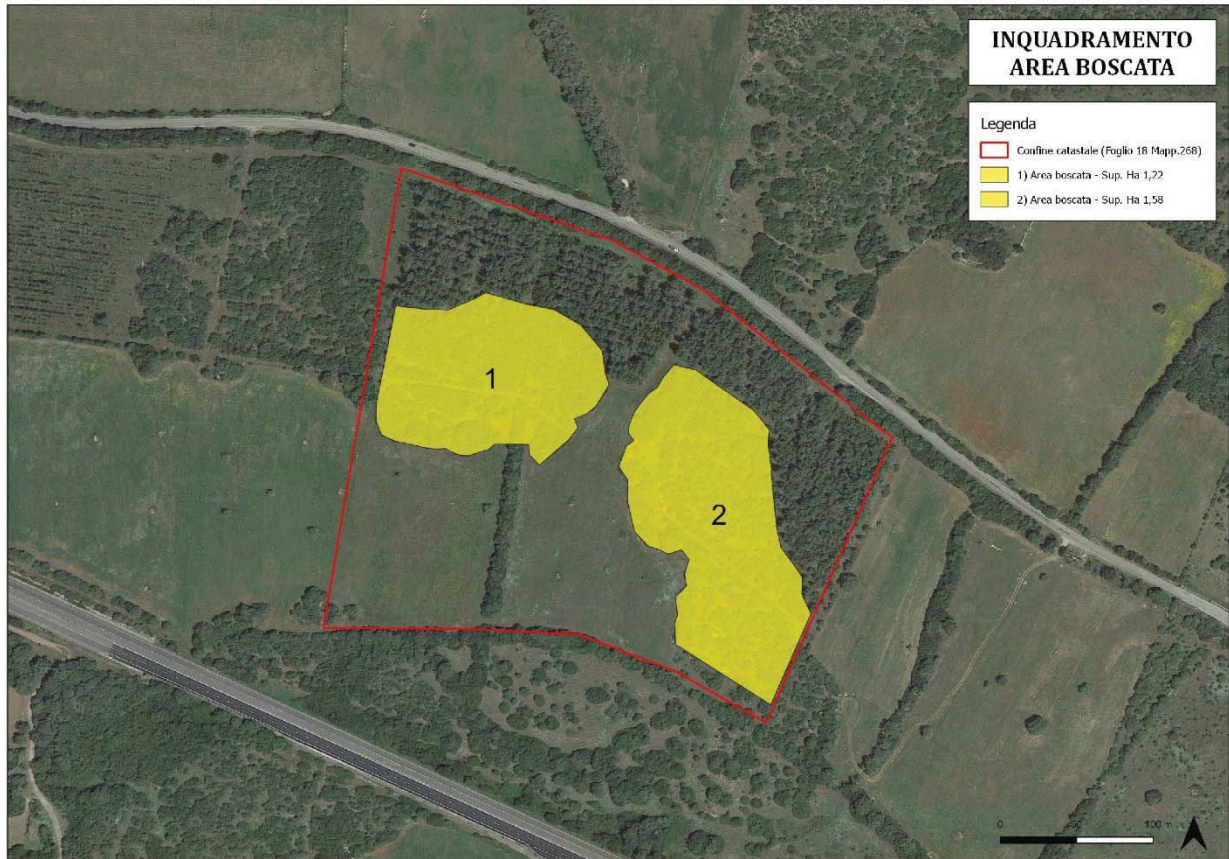 INQUADRAMENTO
AREA BOSCATA
Legenda
Confine catastale (Foglio 18 Mapp.268)
1) Area boscata - Sup. Ha 1,22
2) Area boscata - Sup. Ha 1,58
1
2
0 50 100 m